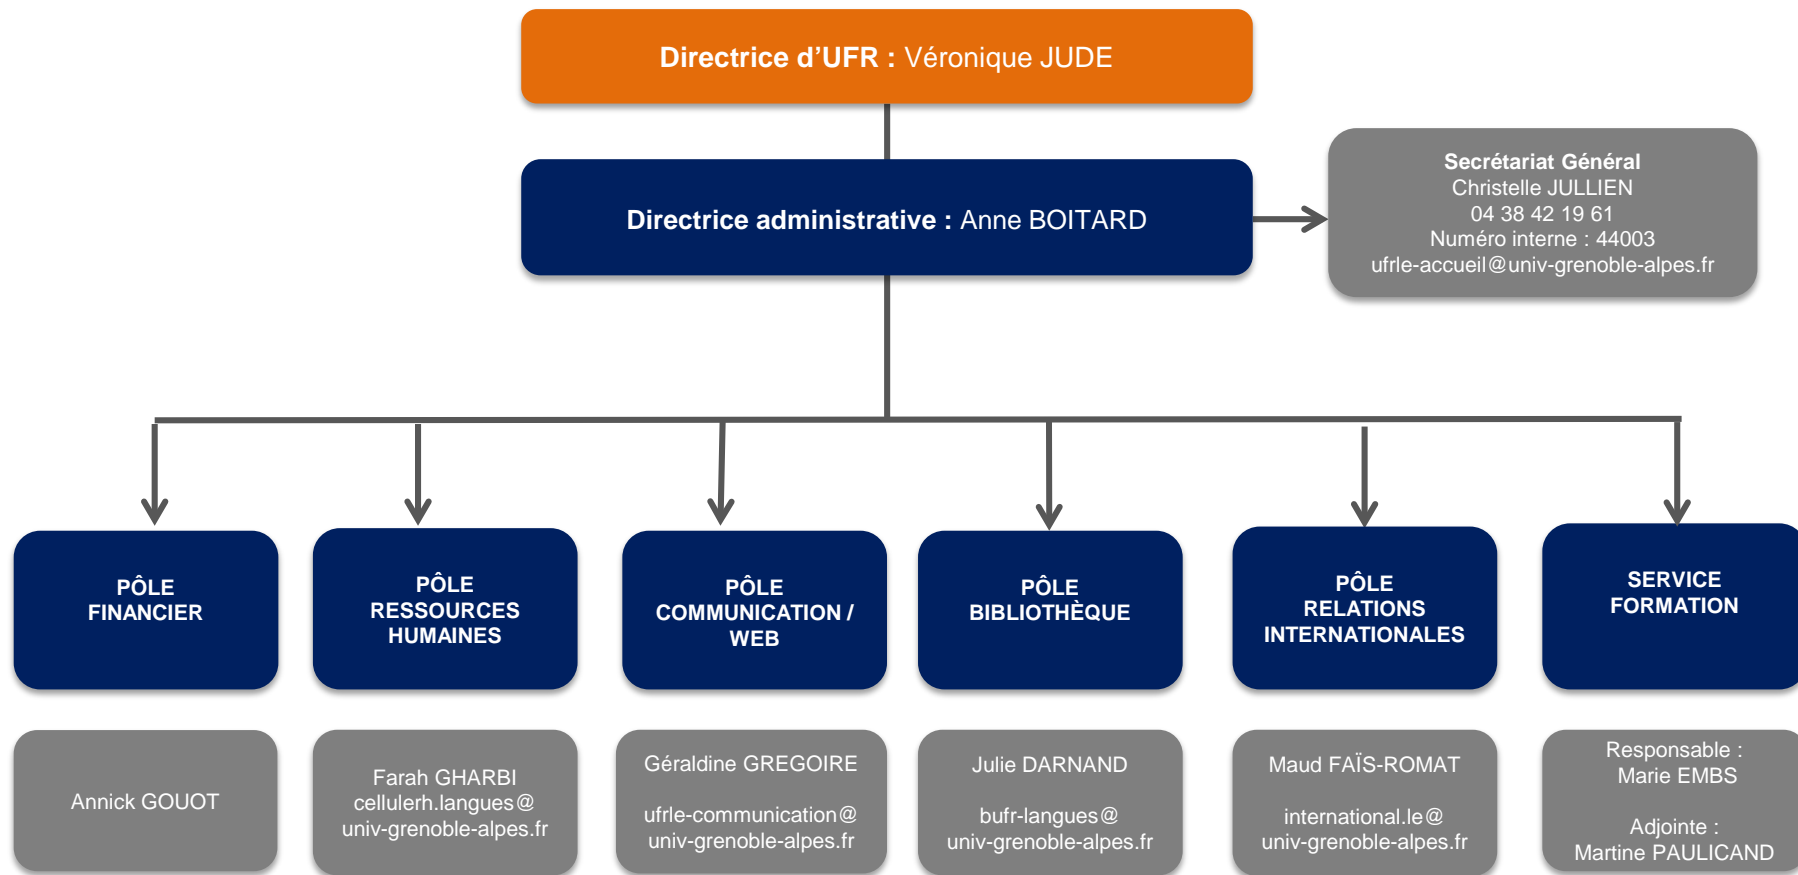 Directrice d’UFR : Véronique JUDE
Directrice administrative : Anne BOITARD
Secrétariat Général
Christelle JULLIEN
04 38 42 19 61
Numéro interne : 44003
ufrle-accueil@univ-grenoble-alpes.fr
PÔLE
FINANCIER
PÔLE
RESSOURCES
HUMAINES
PÔLE
COMMUNICATION /
WEB
PÔLE
BIBLIOTHÈQUE
PÔLE
RELATIONS
INTERNATIONALES
SERVICE
FORMATION
Annick GOUOT
Farah GHARBI
cellulerh.langues@
univ-grenoble-alpes.fr
Géraldine GREGOIRE
ufrle-communication@
univ-grenoble-alpes.fr
Julie DARNAND
bufr-langues@
univ-grenoble-alpes.fr
Maud FAÏS-ROMAT
international.le@
univ-grenoble-alpes.fr
Responsable :
Marie EMBS
Adjointe :
Martine PAULICAND